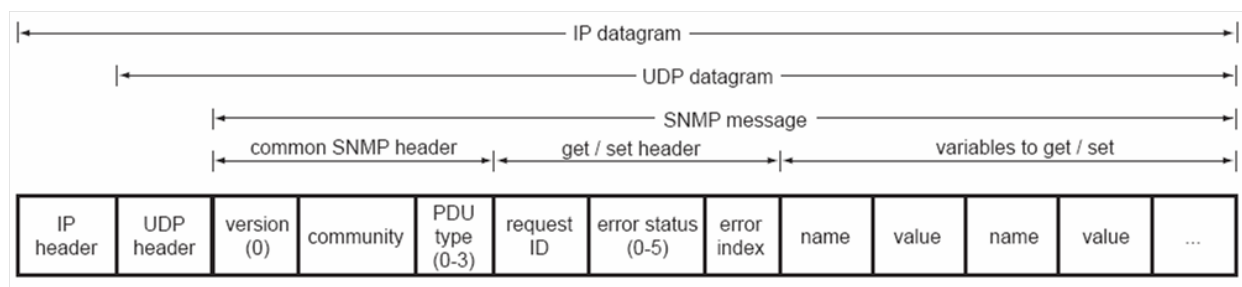 IP datagram
UDP datagram
SNMP message
common SNMP header
get / set header
variables to get / set
IP
header
UDP
header
version
(0)
community
PDU
type
(0-3)
request
ID
error status
(0-5)
error
index
name
value
name
value
...